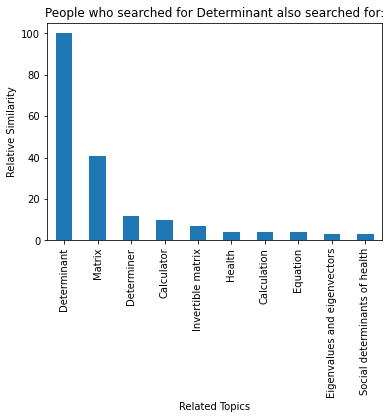 People who searched for Determinant also searched for:
Relative Similarity
100
80
60
40
20
0
Determinant
Matrix
Determiner
Calculator
Invertible matrix
Health
Calculation
Equation
Eigenvalues and eigenvectors
Social determinants of health
Related Topics